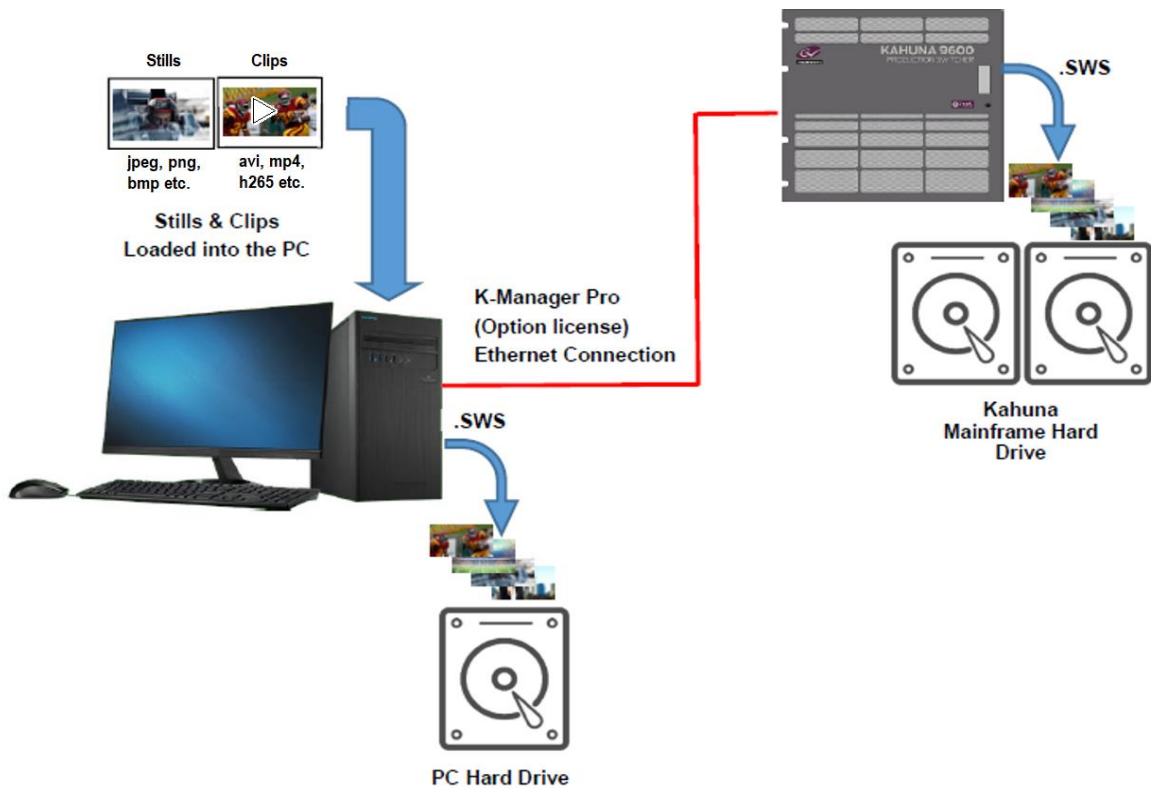 Stills
Clips
jpeg, png,
bmp etc.
avi, mp4,
h265 etc.
Stills & Clips
Loaded into the PC
KAHUNA 9600
PRODUCTION SWITCHER
.SWS
K-Manager Pro
(Option license)
Ethernet Connection
.SWS
Kahuna
Mainframe Hard
Drive
PC Hard Drive